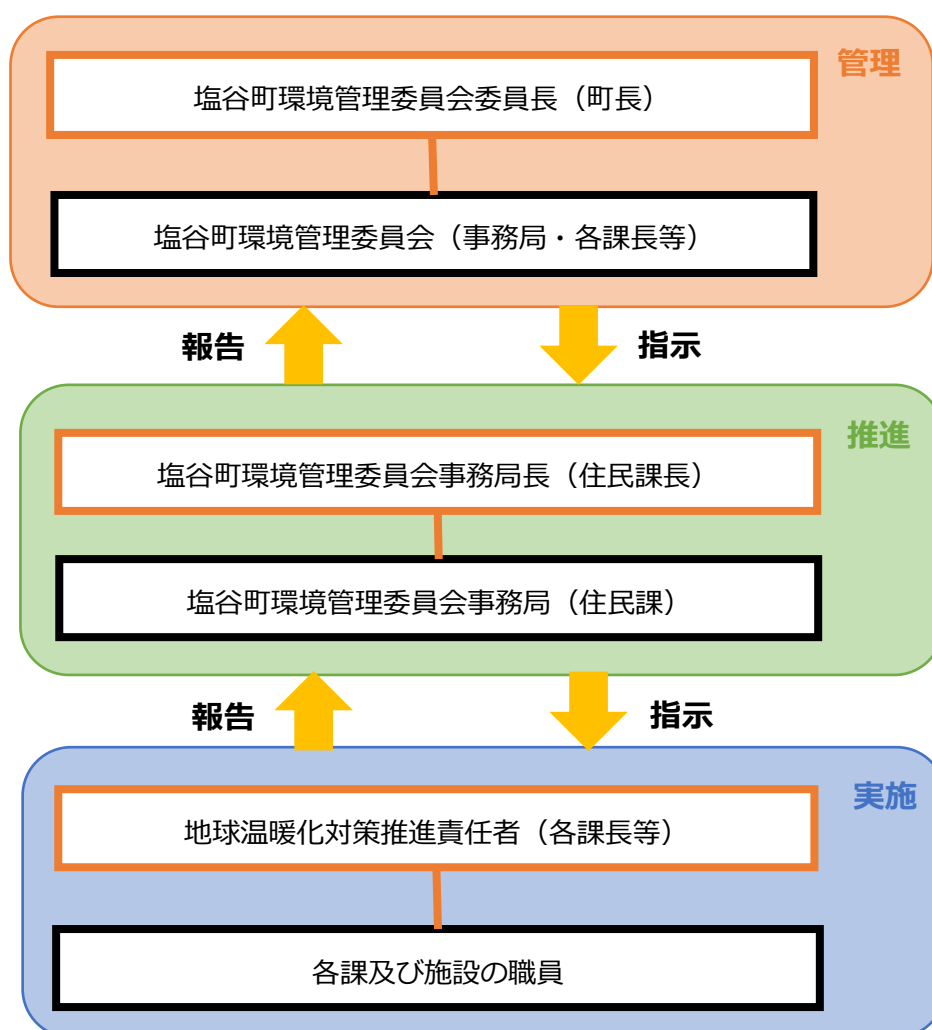 管理
塩谷町環境管理委員会委員長（町長）
塩谷町環境管理委員会（事務局・各課長等）
報告
指示
推進
塩谷町環境管理委員会事務局長（住民課長）
塩谷町環境管理委員会事務局（住民課）
報告
指示
実施
地球温暖化対策推進責任者（各課長等）
各課及び施設の職員